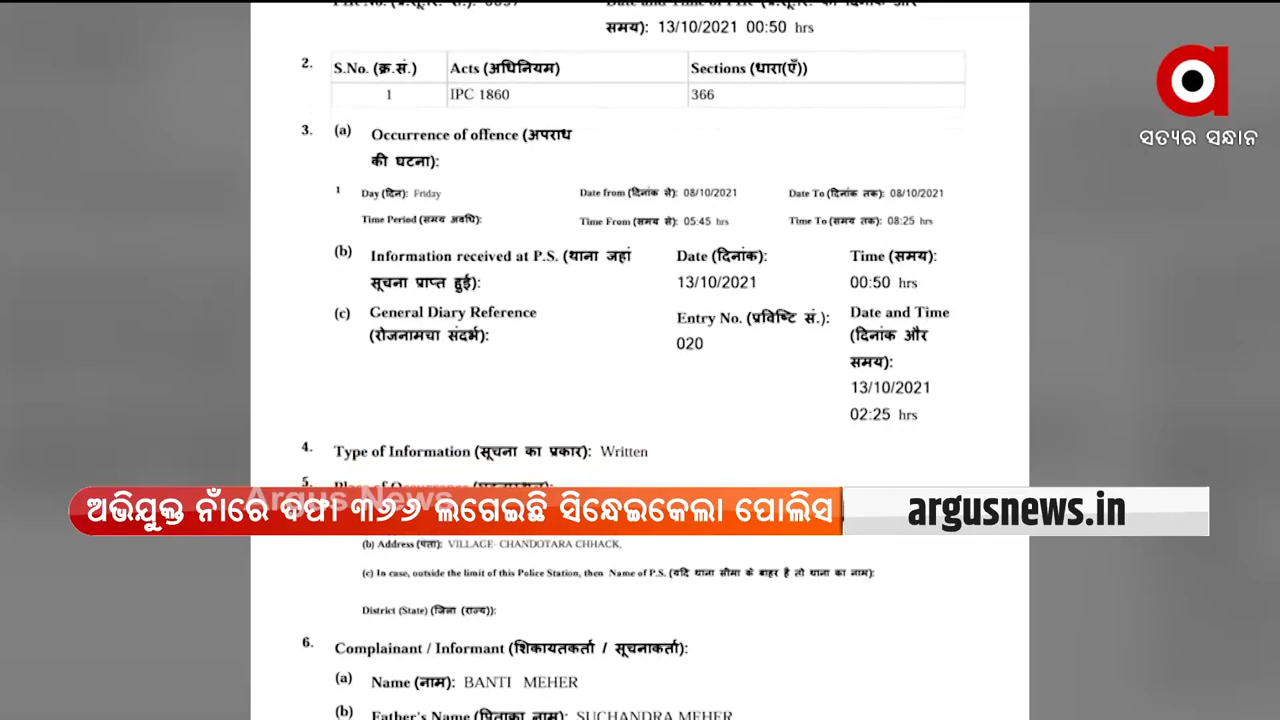 समय): 13/10/2021 00:50 hrs
2. S.No. (क्र.सं.) Acts (अधिनियम) Sections (धारा(एँ))
1 IPC 1860 366
3. (a) Occurrence of offence (अपराध
की घटना):
1 Day (दिन): Friday Date from (दिनांक से): 08/10/2021 Date To (दिनांक तक): 08/10/2021
Time Period (समय अवधि): Time From (समय से): 05:45 hrs Time To (समय तक): 08:25 hrs
(b) Information received at P.S. (थाना जहां Date (दिनांक): Time (समय):
सूचना प्राप्त हुई): 13/10/2021 00:50 hrs
(c) General Diary Reference Entry No. (प्रविष्टि सं.): Date and Time
(रोजनामचा संदर्भ): 020 (दिनांक और
समय):
13/10/2021
02:25 hrs
4. Type of Information (सूचना का प्रकार): Written
5.
Argus News
ଅଭିଯୁକ୍ତ ନାଁରେ ଦଫା ୩୬୬ ଲଗେଇଛି ସିନ୍ଧେଇକେଲା ପୋଲିସ argusnews.in
(b) Address (पता): VILLAGE- CHANDOTARA CHHACK,
(c) In case, outside the limit of this Police Station, then Name of P.S. (यदि थाना सीमा के बाहर है तो थाना का नाम):
District (State) (जिला (राज्य)):
6. Complainant / Informant (शिकायतकर्ता / सूचनाकर्ता):
(a) Name (नाम): BANTI MEHER
(b) Father's Name (पिताका नाम): SUCHANDRA MEHER
a
ସତ୍ୟର ସନ୍ଧାନ